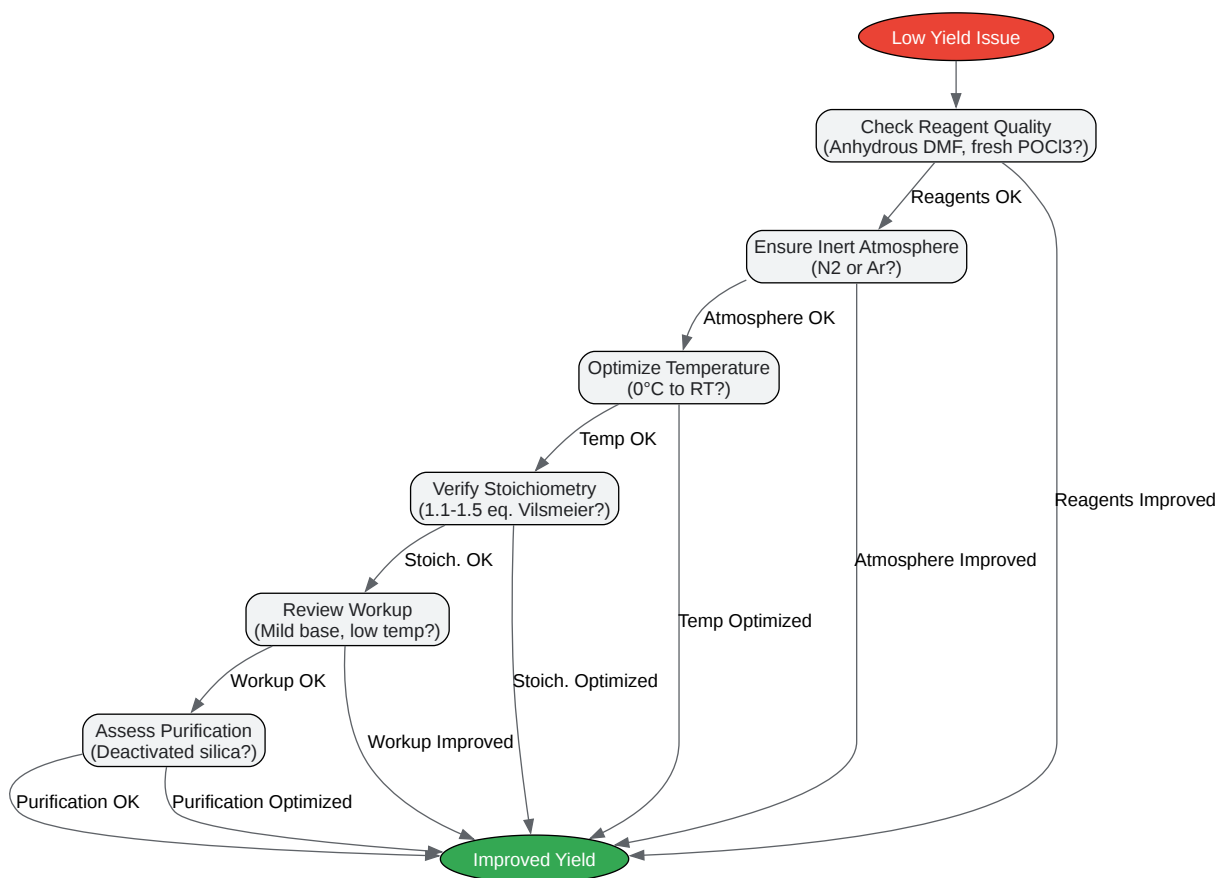 Low Yield Issue
Check Reagent Quality
(Anhydrous DMF, fresh POCl3?)
Reagents OK
Ensure Inert Atmosphere
(N2 or Ar?)
Atmosphere OK
Optimize Temperature
(0°C to RT?)
Temp OK
Verify Stoichiometry
(1.1-1.5 eq. Vilsmeier?)
Reagents Improved
Stoich. OK
Atmosphere Improved
Review Workup
(Mild base, low temp?)
Temp Optimized
Workup OK
Stoich. Optimized
Assess Purification
(Deactivated silica?)
Workup Improved
Purification OK
Purification Optimized
Improved Yield